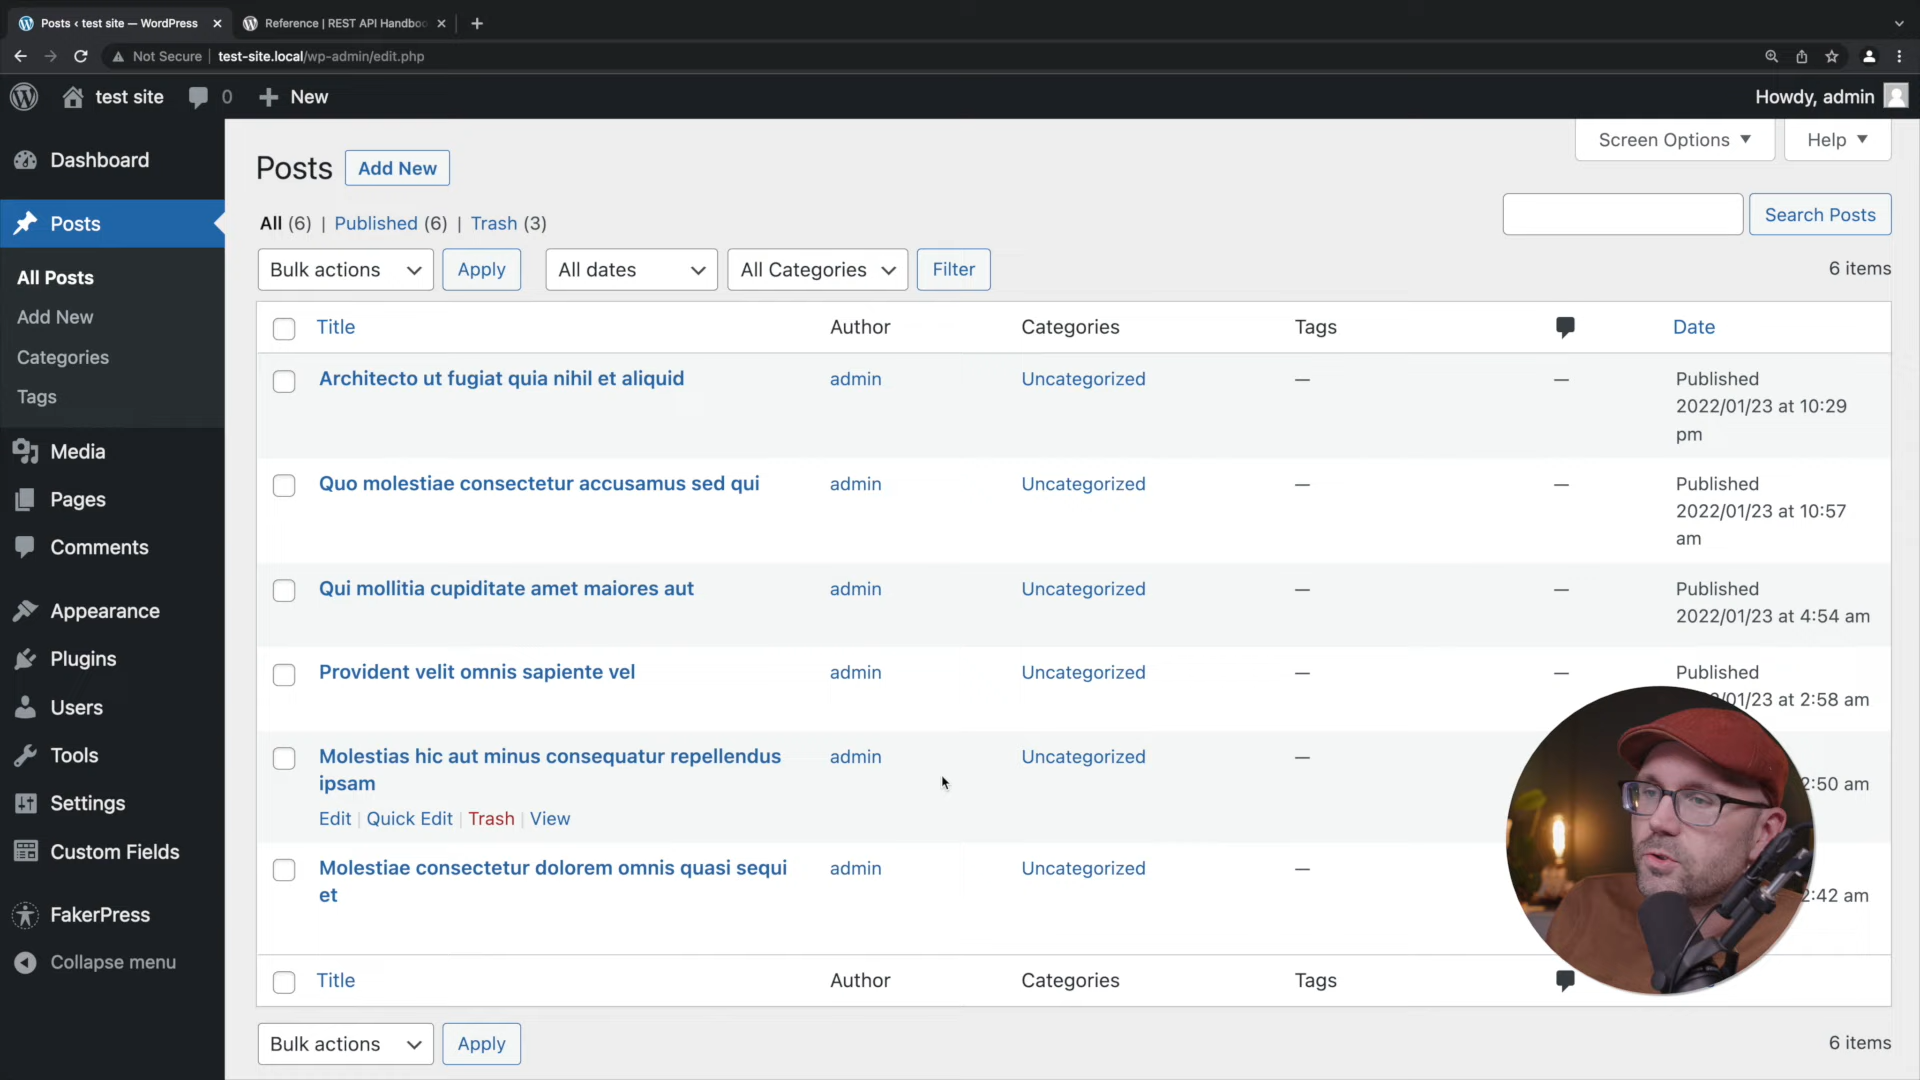 Posts ‹ test site — WordPress
Reference | REST API Handboo
Not Secure
test-site.local/wp-admin/edit.php
test site
0
New
Howdy, admin
Dashboard
Posts
All Posts
Add New
Categories
Tags
Media
Pages
Comments
Appearance
Plugins
Users
Tools
Settings
Custom Fields
FakerPress
Collapse menu
Screen Options
Help
Posts
Add New
All (6) | Published (6) | Trash (3)
Search Posts
Bulk actions
Apply
All dates
All Categories
Filter
6 items
Title Author Categories Tags Date
Architecto ut fugiat quia nihil et aliquid admin Uncategorized — — Published
2022/01/23 at 10:29
pm
Quo molestiae consectetur accusamus sed qui admin Uncategorized — — Published
2022/01/23 at 10:57
am
Qui mollitia cupiditate amet maiores aut admin Uncategorized — — Published
2022/01/23 at 4:54 am
Provident velit omnis sapiente vel admin Uncategorized — — Published
/01/23 at 2:58 am
Molestias hic aut minus consequatur repellendus admin Uncategorized —
ipsam
2:50 am
Edit | Quick Edit | Trash | View
Molestiae consectetur dolorem omnis quasi sequi admin Uncategorized —
et
2:42 am
Title Author Categories Tags
Bulk actions
Apply
6 items